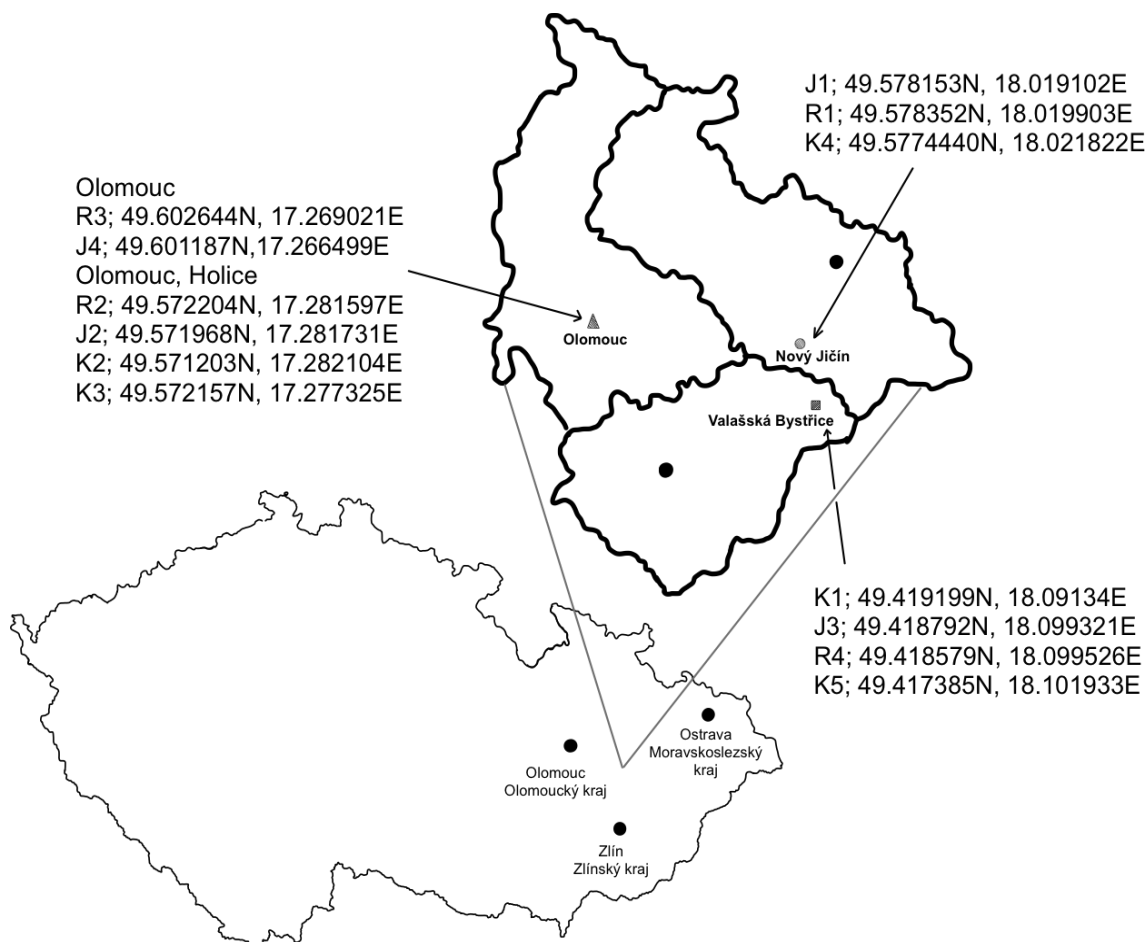 J1; 49.578153N, 18.019102E
R1; 49.578352N, 18.019903E
K4; 49.5774440N, 18.021822E
Olomouc
R3; 49.602644N, 17.269021E
J4; 49.601187N,17.266499E
Olomouc, Holice
R2; 49.572204N, 17.281597E
J2; 49.571968N, 17.281731E
K2; 49.571203N, 17.282104E
K3; 49.572157N, 17.277325E
Olomouc
Nový Jičín
Valašská Bystřice
K1; 49.419199N, 18.09134E
J3; 49.418792N, 18.099321E
R4; 49.418579N, 18.099526E
K5; 49.417385N, 18.101933E
Ostrava
Moravskoslezský
kraj
Olomouc
Olomoucký kraj
Zlín
Zlínský kraj